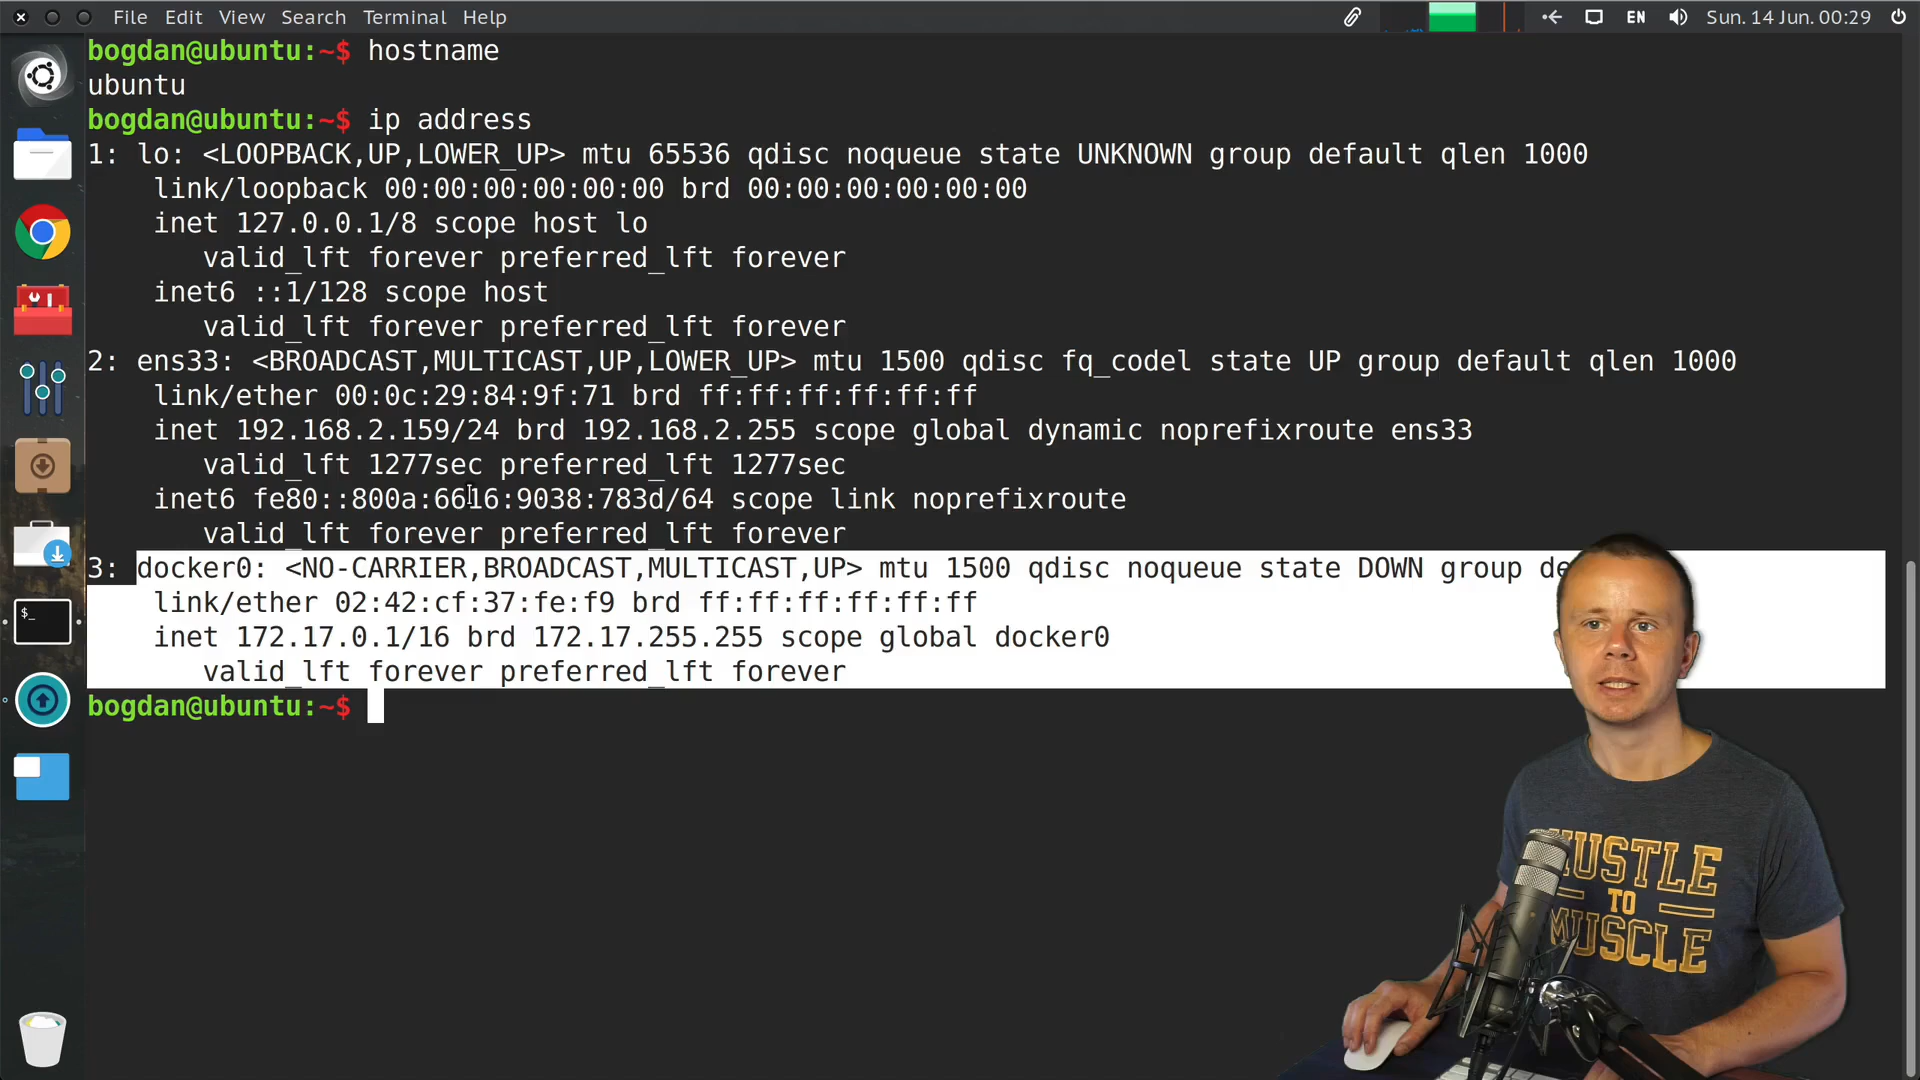 File Edit View Search Terminal Help
EN Sun. 14 Jun. 00:29
bogdan@ubuntu:~$ hostname
ubuntu
bogdan@ubuntu:~$ ip address
1: lo: <LOOPBACK,UP,LOWER_UP> mtu 65536 qdisc noqueue state UNKNOWN group default qlen 1000
link/loopback 00:00:00:00:00:00 brd 00:00:00:00:00:00
inet 127.0.0.1/8 scope host lo
valid_lft forever preferred_lft forever
inet6 ::1/128 scope host
valid_lft forever preferred_lft forever
2: ens33: <BROADCAST,MULTICAST,UP,LOWER_UP> mtu 1500 qdisc fq_codel state UP group default qlen 1000
link/ether 00:0c:29:84:9f:71 brd ff:ff:ff:ff:ff:ff
inet 192.168.2.159/24 brd 192.168.2.255 scope global dynamic noprefixroute ens33
valid_lft 1277sec preferred_lft 1277sec
inet6 fe80::800a:6616:9038:783d/64 scope link noprefixroute
valid_lft forever preferred_lft forever
3: docker0: <NO-CARRIER,BROADCAST,MULTICAST,UP> mtu 1500 qdisc noqueue state DOWN group
link/ether 02:42:cf:37:fe:f9 brd ff:ff:ff:ff:ff:ff
inet 172.17.0.1/16 brd 172.17.255.255 scope global docker0
valid_lft forever preferred_lft forever
bogdan@ubuntu:~$
$_
HUSTLE
TO
MUSCLE